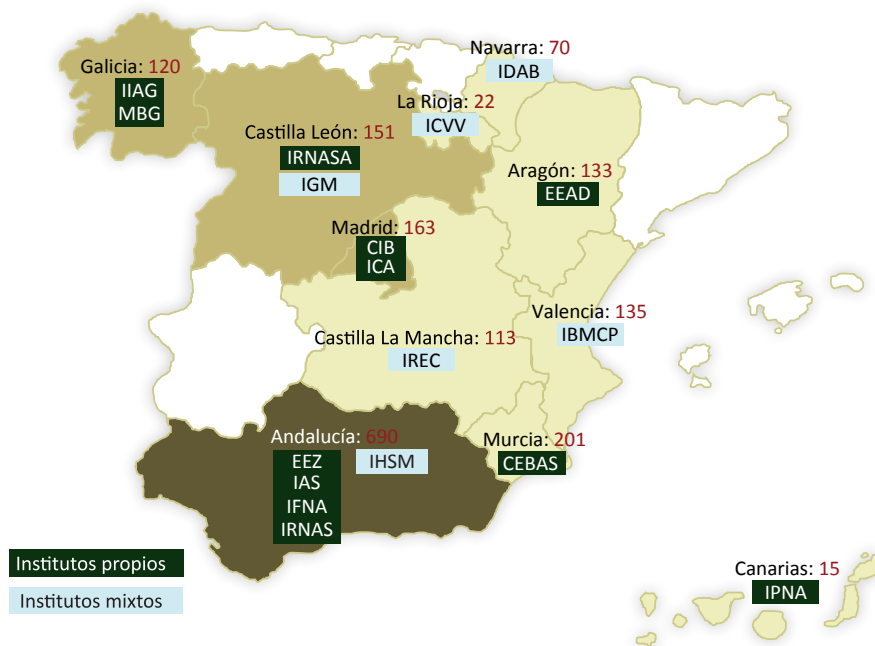 Navarra: 70
IDAB
Galicia: 120
IIAG
MBG
La Rioja: 22
ICVV
Castilla León: 151
IRNASA
IGM
Aragón: 133
EEAD
Madrid: 163
CIB
ICA
Valencia: 135
IBMCP
Castilla La Mancha: 113
IREC
Andalucía: 690
EEZ
IAS
IFNA
IRNAS
IHSM
Murcia: 201
CEBAS
Institutos propios
Institutos mixtos
Canarias: 15
IPNA